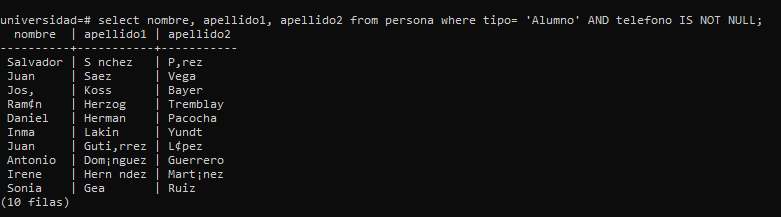 universidad=# select nombre, apellido1, apellido2 from persona where tipo= 'Alumno' AND telefono IS NOT NULL;
  nombre  | apellido1 | apellido2
----------+-----------+-----------
 Salvador | S nchez   | P,rez
 Juan     | Saez      | Vega
 Jos,     | Koss      | Bayer
 Ram¢n    | Herzog    | Tremblay
 Daniel   | Herman    | Pacocha
 Inma     | Lakin     | Yundt
 Juan     | Guti,rrez | L¢pez
 Antonio  | Dom¡nguez | Guerrero
 Irene    | Hern ndez | Mart¡nez
 Sonia    | Gea       | Ruiz
(10 filas)